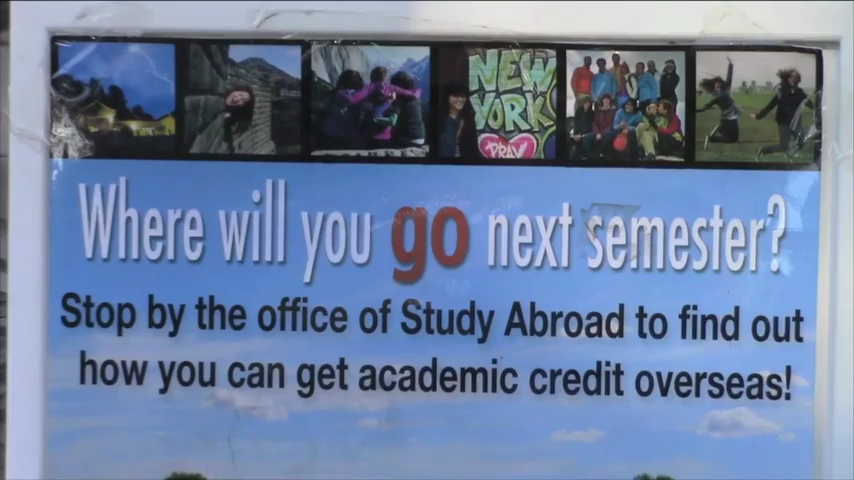 NEW
YORK
PRAY
Where will you go next semester?
Stop by the office of Study Abroad to find out
how you can get academic credit overseas!